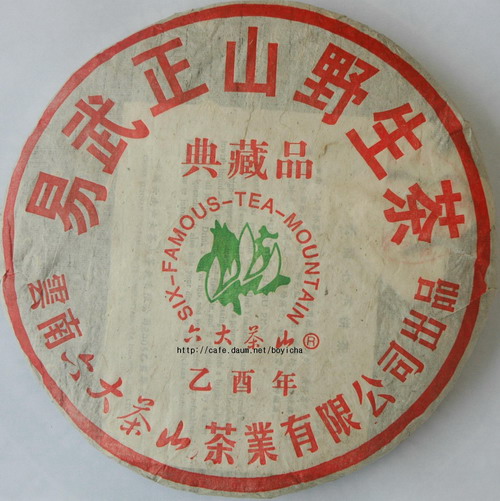 易武正山野生茶
典藏品
SIX-FAMOUS-TEA-MOUNTAIN
六大茶山®
http://cafe.daum.net/boyicha
乙酉年
雲南六大茶山茶業有限公司出品